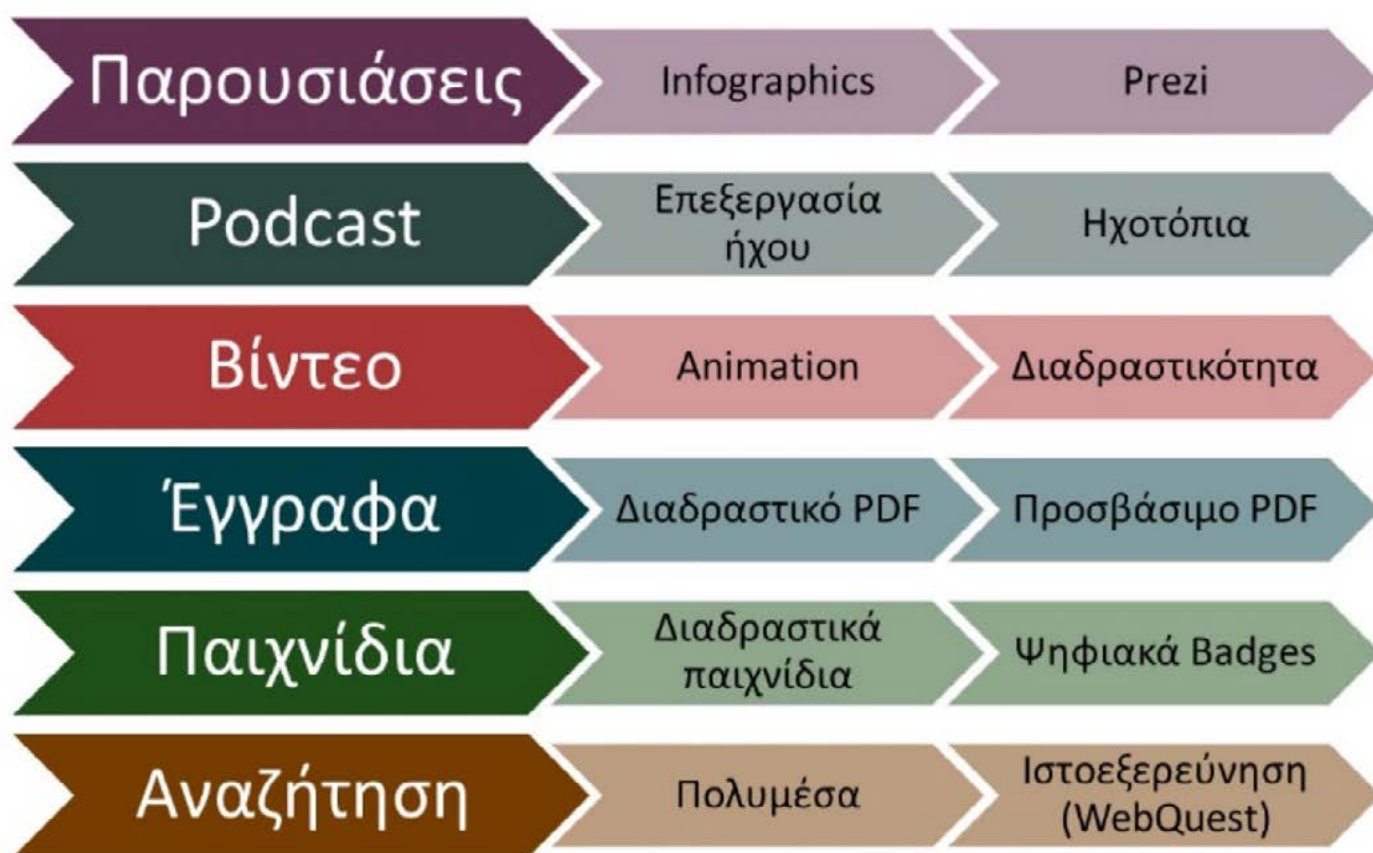 Παρουσιάσεις
Infographics
Prezi
Podcast
Επεξεργασία
ήχου
Ηχοτόπια
Βίντεο
Animation
Διαδραστικότητα
Έγγραφα
Διαδραστικό PDF
Προσβάσιμο PDF
Παιχνίδια
Διαδραστικά
παιχνίδια
Ψηφιακά Badges
Αναζήτηση
Πολυμέσα
Ιστοεξερεύνηση
(WebQuest)